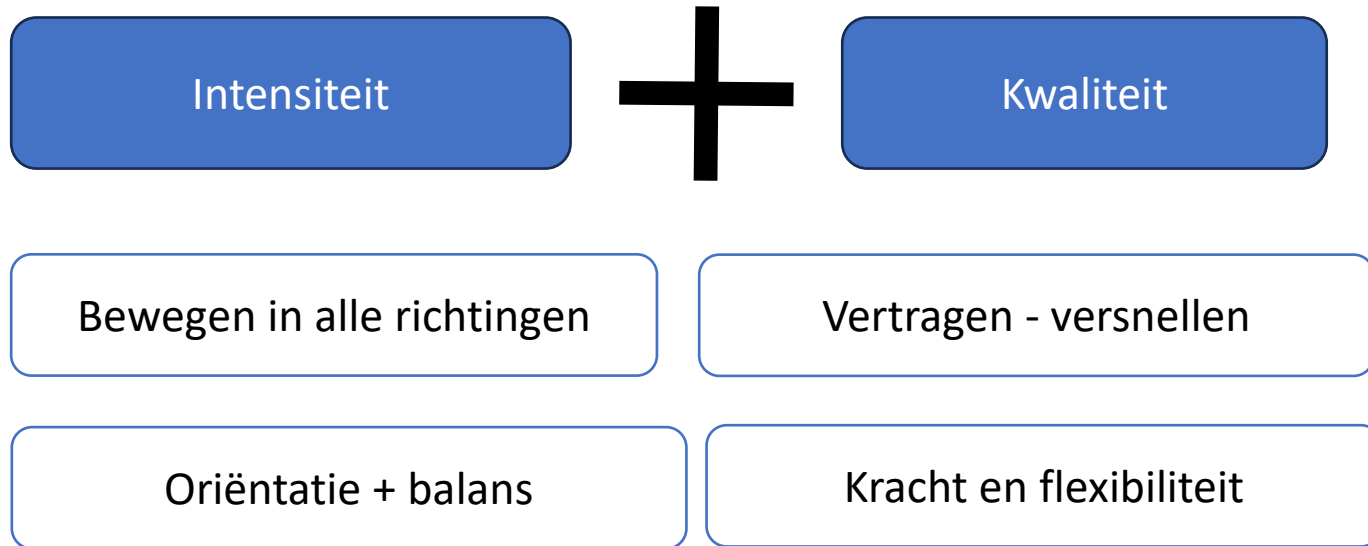 Intensiteit
Kwaliteit
Bewegen in alle richtingen
Vertragen - versnellen
Oriëntatie + balans
Kracht en flexibiliteit